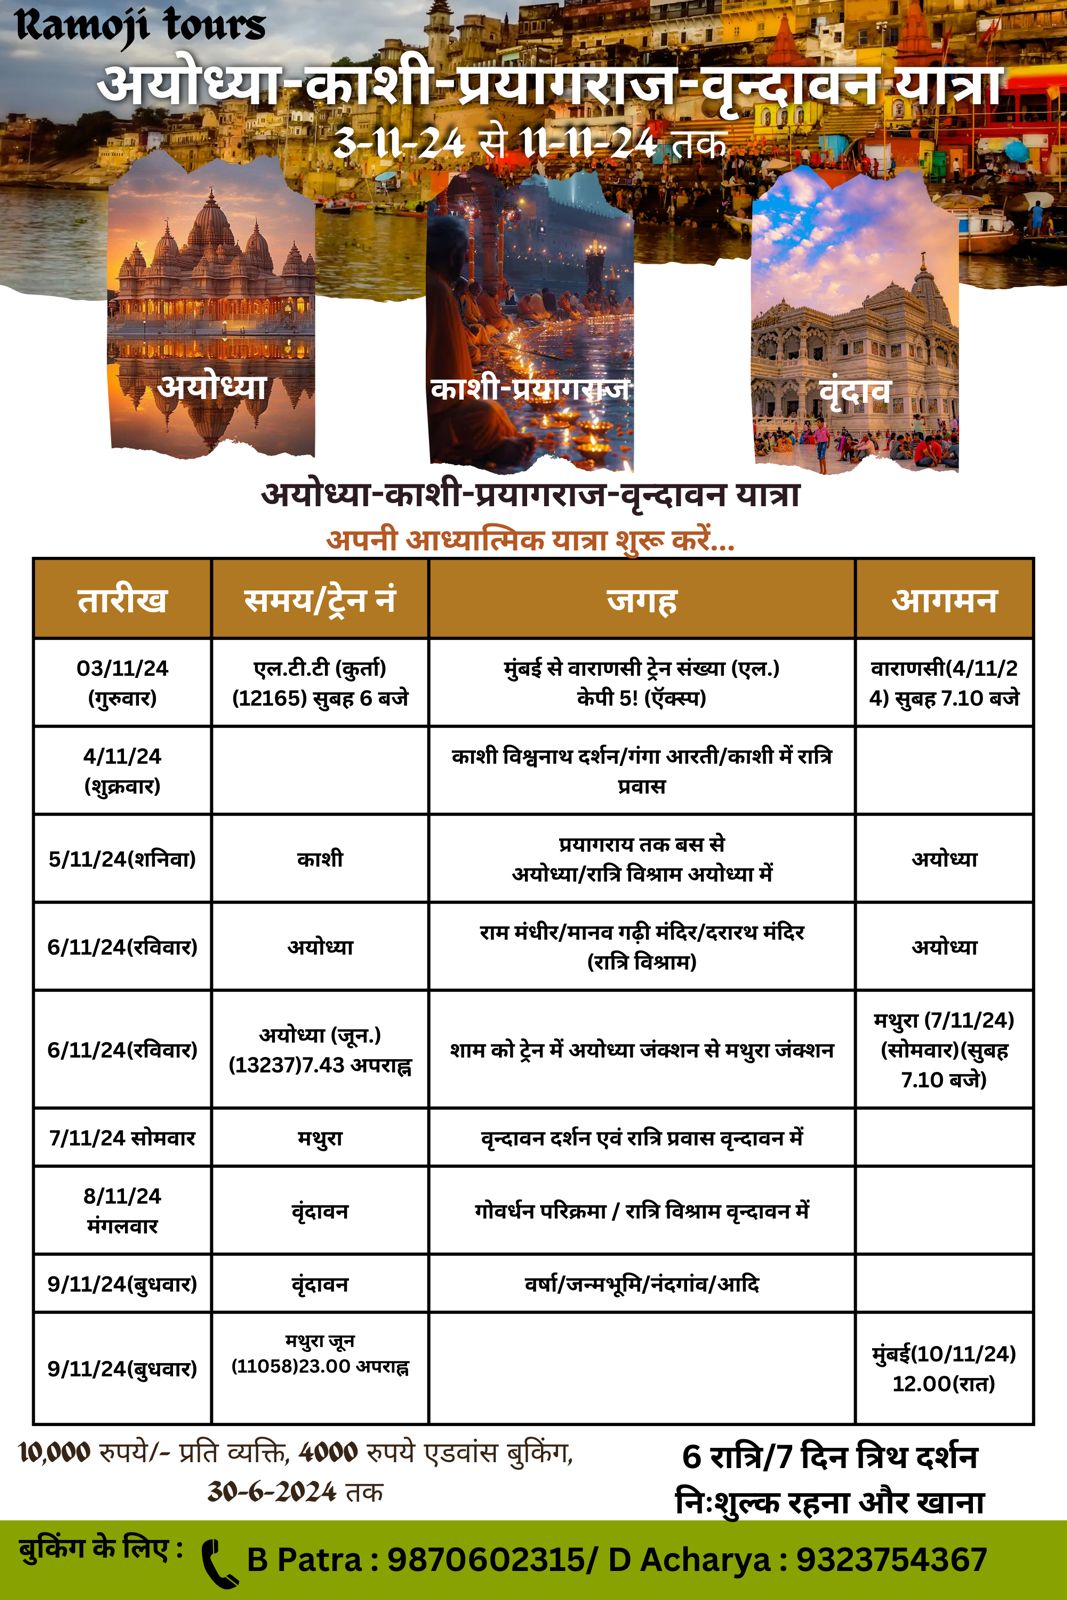 Ramoji tours
अयोध्या-काशी-प्रयागराज-वृन्दावन यात्रा
3-11-24 से 11-11-24 तक
अयोध्या
काशी-प्रयागराज
वृंदाव
अयोध्या-काशी-प्रयागराज-वृन्दावन यात्रा
अपनी आध्यात्मिक यात्रा शुरू करें...
तारीख समय/ट्रेन नं जगह आगमन
03/11/24 एल.टी.टी (कुर्ता) मुंबई से वाराणसी ट्रेन संख्या (एल.) वाराणसी(4/11/2
(गुरुवार) (12165) सुबह 6 बजे केपी 5! (ऍक्स्प) 4) सुबह 7.10 बजे
4/11/24 काशी विश्वनाथ दर्शन/गंगा आरती/काशी में रात्रि
(शुक्रवार) प्रवास
प्रयागराय तक बस से
5/11/24(शनिवा) काशी अयोध्या/रात्रि विश्राम अयोध्या में अयोध्या
राम मंधीर/मानव गढ़ी मंदिर/दरारथ मंदिर
6/11/24(रविवार) अयोध्या (रात्रि विश्राम) अयोध्या
अयोध्या (जून.) मथुरा (7/11/24)
6/11/24(रविवार) (13237)7.43 अपराह्न शाम को ट्रेन में अयोध्या जंक्शन से मथुरा जंक्शन (सोमवार)(सुबह
7.10 बजे)
7/11/24 सोमवार मथुरा वृन्दावन दर्शन एवं रात्रि प्रवास वृन्दावन में
8/11/24
मंगलवार वृंदावन गोवर्धन परिक्रमा / रात्रि विश्राम वृन्दावन में
9/11/24(बुधवार) वृंदावन वर्षा/जन्मभूमि/नंदगांव/आदि
मथुरा जून मुंबई(10/11/24)
9/11/24(बुधवार) (11058)23.00 अपराह्न 12.00(रात)
10,000 रुपये/- प्रति व्यक्ति, 4000 रुपये एडवांस बुकिंग,
30-6-2024 तक
6 रात्रि/7 दिन त्रिथ दर्शन
निःशुल्क रहना और खाना
बुकिंग के लिए : B Patra : 9870602315/ D Acharya : 9323754367